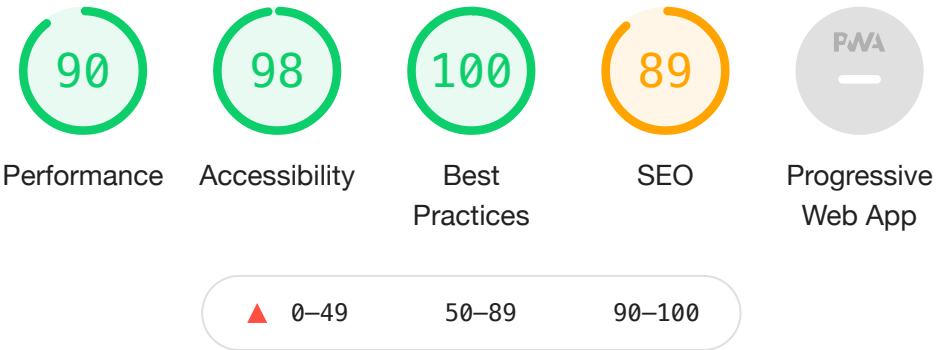 90 98 100 89 PWA
Performance Accessibility Best SEO Progressive
Practices Web App
0–49 50–89 90–100